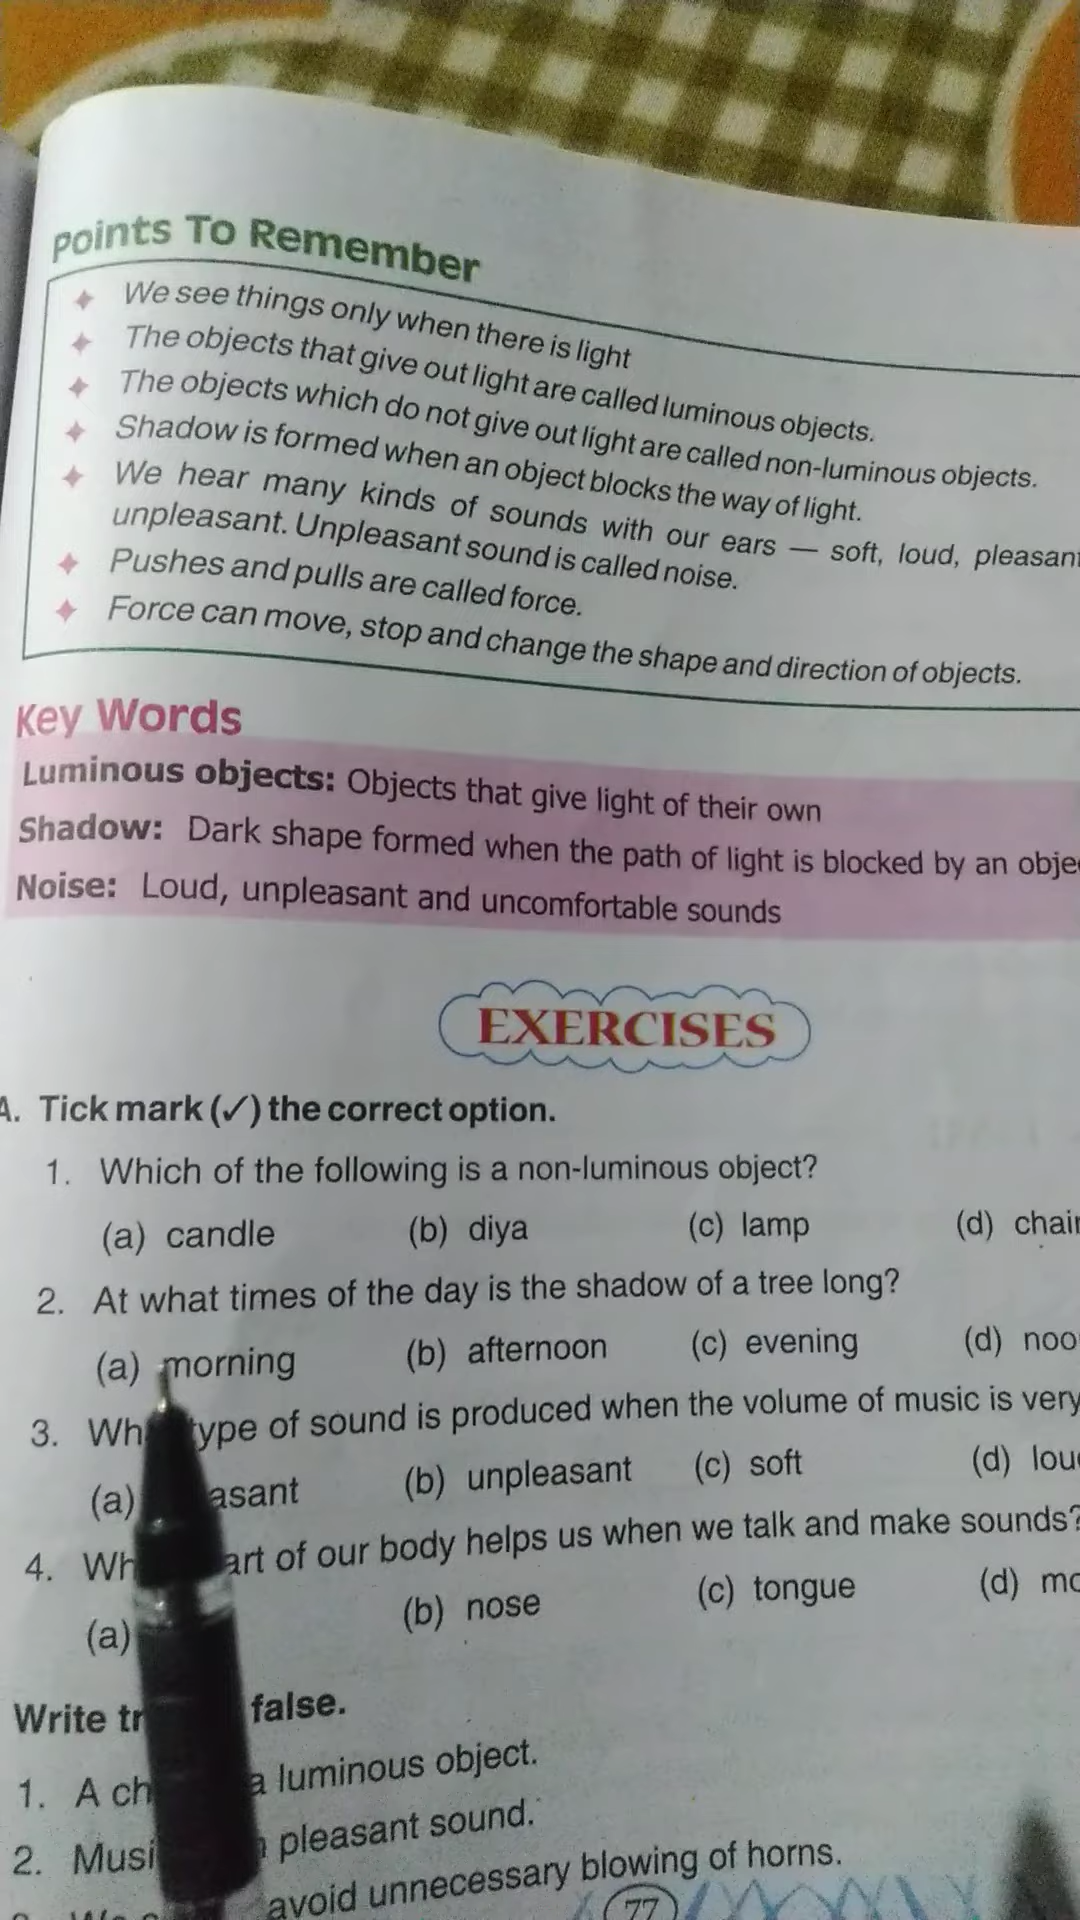 Points To Remember
We see things only when there is light
The objects that give out light are called luminous objects.
The objects which do not give out light are called non-luminous objects.
Shadow is formed when an object blocks the way of light.
We hear many kinds of sounds with our ears — soft, loud, pleasant
unpleasant. Unpleasant sound is called noise.
Pushes and pulls are called force.
Force can move, stop and change the shape and direction of objects.
Key Words
Luminous objects: Objects that give light of their own
Shadow: Dark shape formed when the path of light is blocked by an obje
Noise: Loud, unpleasant and uncomfortable sounds
EXERCISES
A. Tick mark (✓) the correct option.
1. Which of the following is a non-luminous object?
(a) candle (b) diya (c) lamp (d) chair
2. At what times of the day is the shadow of a tree long?
(a) morning (b) afternoon (c) evening (d) noo
3. Wh type of sound is produced when the volume of music is very
(a) asant (b) unpleasant (c) soft (d) lou
4. Wh art of our body helps us when we talk and make sounds?
(a) (b) nose (c) tongue (d) mo
Write tr false.
1. A ch a luminous object.
2. Musi pleasant sound.
avoid unnecessary blowing of horns.
77